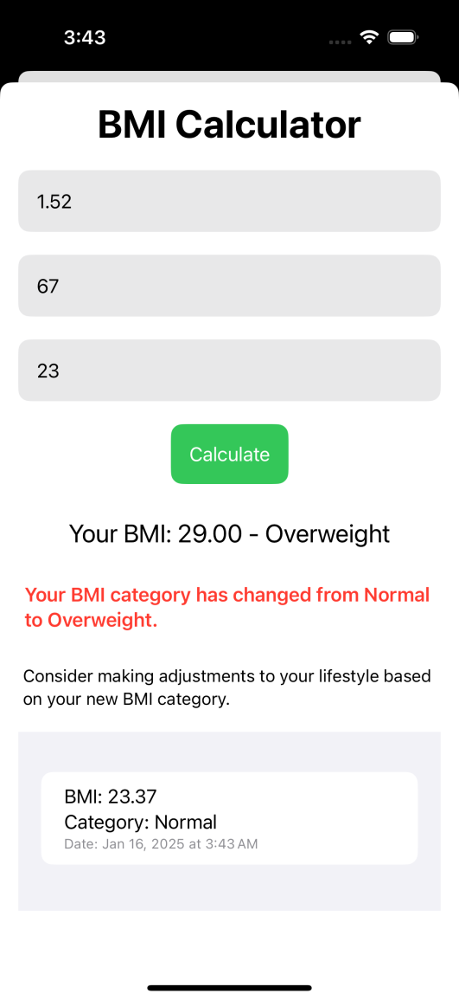 3:43
BMI Calculator
1.52
67
23
Calculate
Your BMI: 29.00 - Overweight
Your BMI category has changed from Normal
to Overweight.
Consider making adjustments to your lifestyle based
on your new BMI category.
BMI: 23.37
Category: Normal
Date: Jan 16, 2025 at 3:43 AM